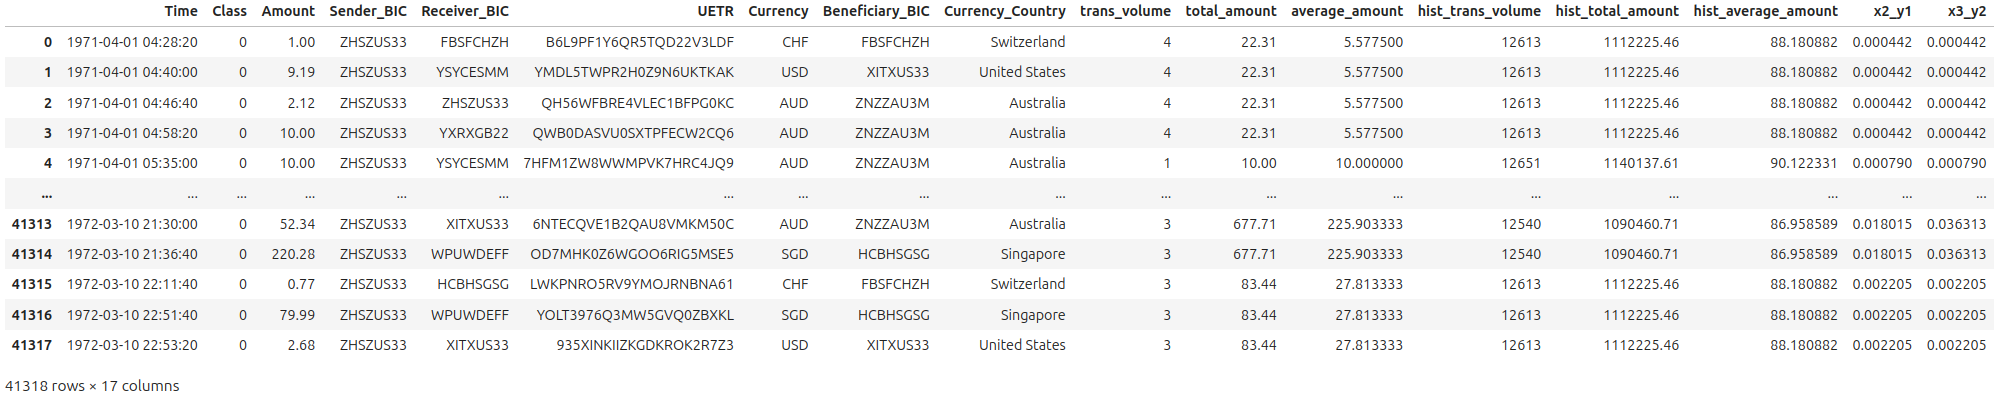 Time Class Amount Sender_BIC Receiver_BIC UETR Currency Beneficiary_BIC Currency_Country trans_volume total_amount average_amount hist_trans_volume hist_total_amount hist_average_amount x2_y1 x3_y2
0 1971-04-01 04:28:20 0 1.00 ZHSZUS33 FBSFCHZH B6L9PF1Y6QR5TQD22V3LDF CHF FBSFCHZH Switzerland 4 22.31 5.577500 12613 1112225.46 88.180882 0.000442 0.000442
1 1971-04-01 04:40:00 0 9.19 ZHSZUS33 YSYCESMM YMDL5TWPR2H0Z9N6UKTKAK USD XITXUS33 United States 4 22.31 5.577500 12613 1112225.46 88.180882 0.000442 0.000442
2 1971-04-01 04:46:40 0 2.12 ZHSZUS33 ZHSZUS33 QH56WFBRE4VLEC1BFPG0KC AUD ZNZZAU3M Australia 4 22.31 5.577500 12613 1112225.46 88.180882 0.000442 0.000442
3 1971-04-01 04:58:20 0 10.00 ZHSZUS33 YXRXGB22 QWB0DASVU0SXTPFECW2CQ6 AUD ZNZZAU3M Australia 4 22.31 5.577500 12613 1112225.46 88.180882 0.000442 0.000442
4 1971-04-01 05:35:00 0 10.00 ZHSZUS33 YSYCESMM 7HFM1ZW8WWMPVK7HRC4JQ9 AUD ZNZZAU3M Australia 1 10.00 10.000000 12651 1140137.61 90.122331 0.000790 0.000790
... ... ... ... ... ... ... ... ... ... ... ... ... ... ... ... ... ...
41313 1972-03-10 21:30:00 0 52.34 ZHSZUS33 XITXUS33 6NTECQVE1B2QAU8VMKM50C AUD ZNZZAU3M Australia 3 677.71 225.903333 12540 1090460.71 86.958589 0.018015 0.036313
41314 1972-03-10 21:36:40 0 220.28 ZHSZUS33 WPUWDEFF OD7MHK0Z6WGOO6RIG5MSE5 SGD HCBHSGSG Singapore 3 677.71 225.903333 12540 1090460.71 86.958589 0.018015 0.036313
41315 1972-03-10 22:11:40 0 0.77 ZHSZUS33 HCBHSGSG LWKPNRO5RV9YMOJRNBNA61 CHF FBSFCHZH Switzerland 3 83.44 27.813333 12613 1112225.46 88.180882 0.002205 0.002205
41316 1972-03-10 22:51:40 0 79.99 ZHSZUS33 WPUWDEFF YOLT3976Q3MW5GVQ0ZBXKL SGD HCBHSGSG Singapore 3 83.44 27.813333 12613 1112225.46 88.180882 0.002205 0.002205
41317 1972-03-10 22:53:20 0 2.68 ZHSZUS33 XITXUS33 935XINKIIZKGDKROK2R7Z3 USD XITXUS33 United States 3 83.44 27.813333 12613 1112225.46 88.180882 0.002205 0.002205
41318 rows × 17 columns